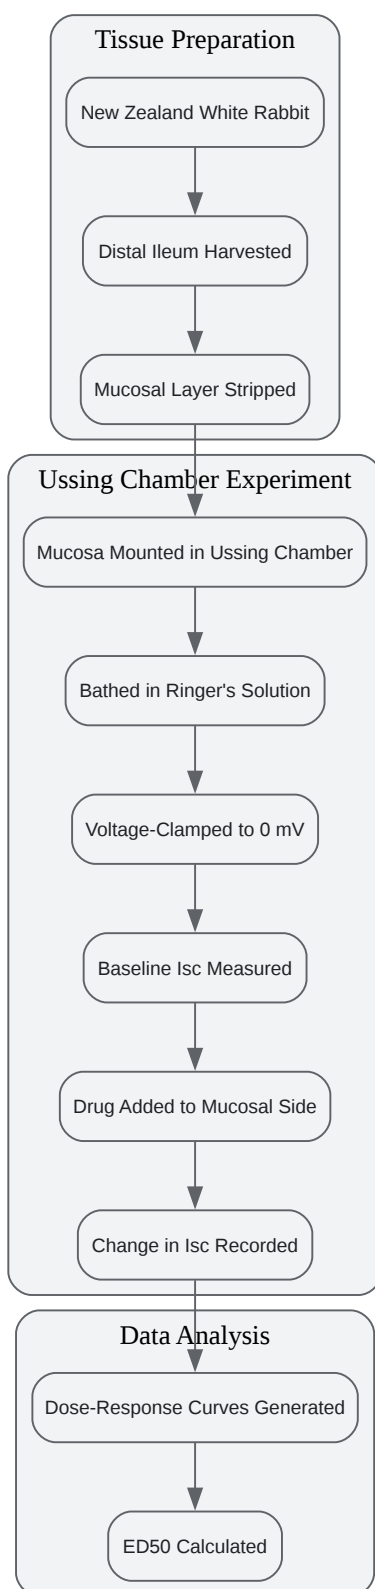 Tissue Preparation
New Zealand White Rabbit
Distal Ileum Harvested
Mucosal Layer Stripped
Ussing Chamber Experiment
Mucosa Mounted in Ussing Chamber
Bathed in Ringer's Solution
Voltage-Clamped to 0 mV
Baseline Isc Measured
Drug Added to Mucosal Side
Change in Isc Recorded
Data Analysis
Dose-Response Curves Generated
ED50 Calculated